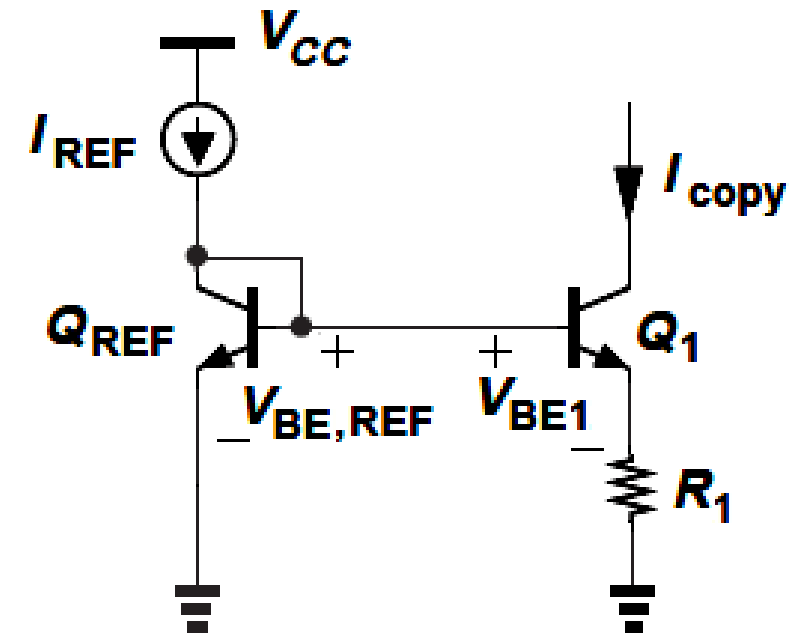 VCC
IREF
Icopy
QREF
Q1
+
+
VBE,REF
VBE1
−
−
R1